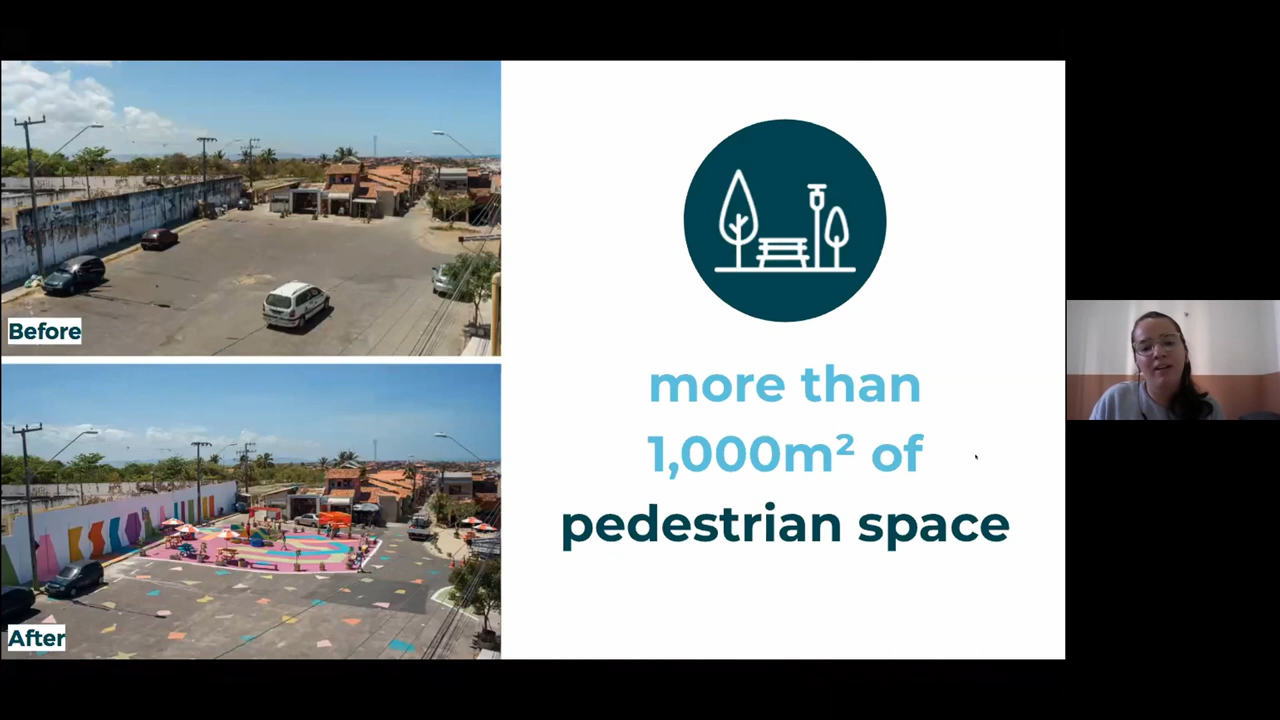 Before
After
more than
1,000m² of
pedestrian space